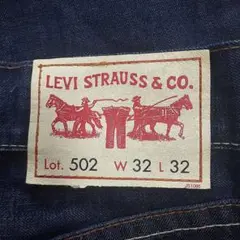 LEVI STRAUSS & CO.
Lot. 502 W 32 L 32